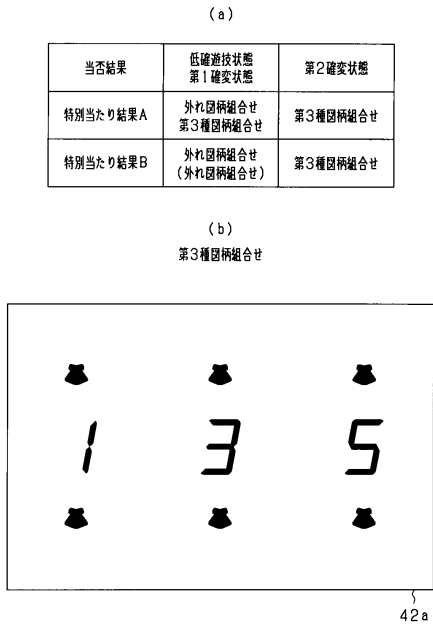 (a)
当否結果 低確遊技状態 第1確変状態 第2確変状態
特別当たり結果A 外れ図柄組合せ 第3種図柄組合せ 第3種図柄組合せ
特別当たり結果B 外れ図柄組合せ (外れ図柄組合せ) 第3種図柄組合せ
(b)
第3種図柄組合せ
1 3 5
42a